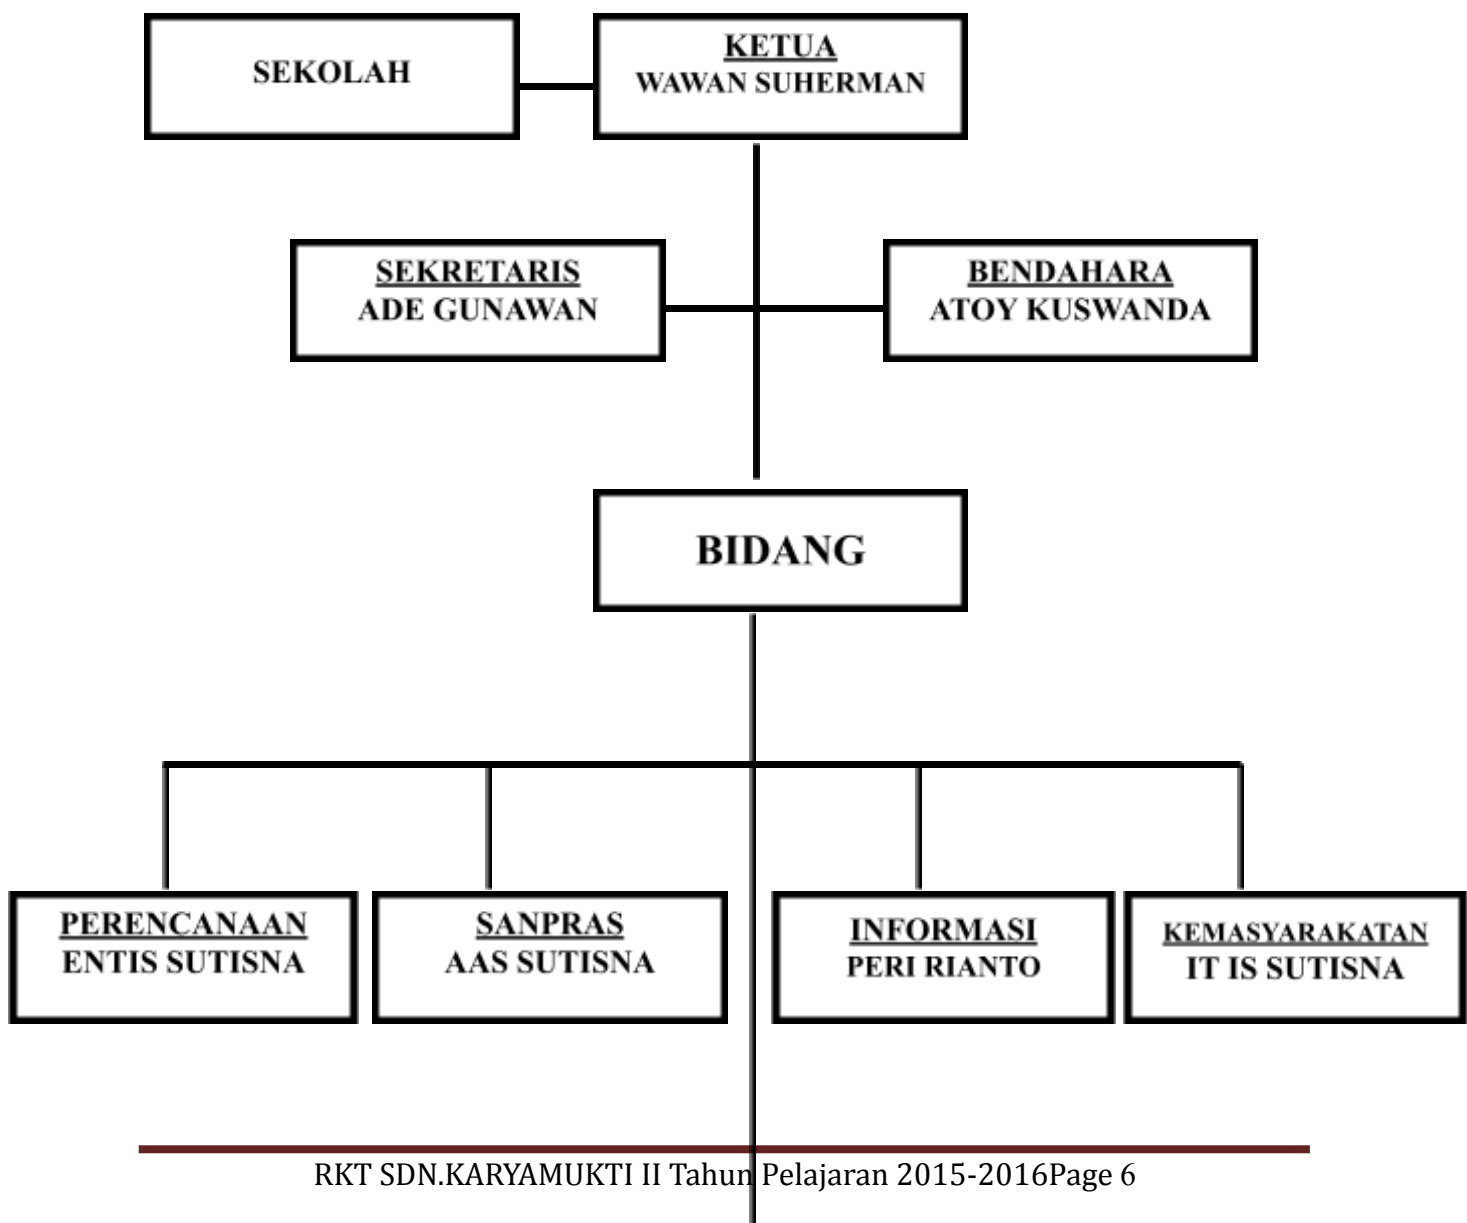 SEKOLAH
KETUA
WAWAN SUHERMAN
SEKRETARIS
ADE GUNAWAN
BENDAHARA
ATOY KUSWANDA
BIDANG
PERENCANAAN
ENTIS SUTISNA
SANPRAS
AAS SUTISNA
INFORMASI
PERI RIANTO
KEMASYARAKATAN
IT IS SUTISNA
RKT SDN.KARYAMUKTI II Tahun Pelajaran 2015-2016Page 6